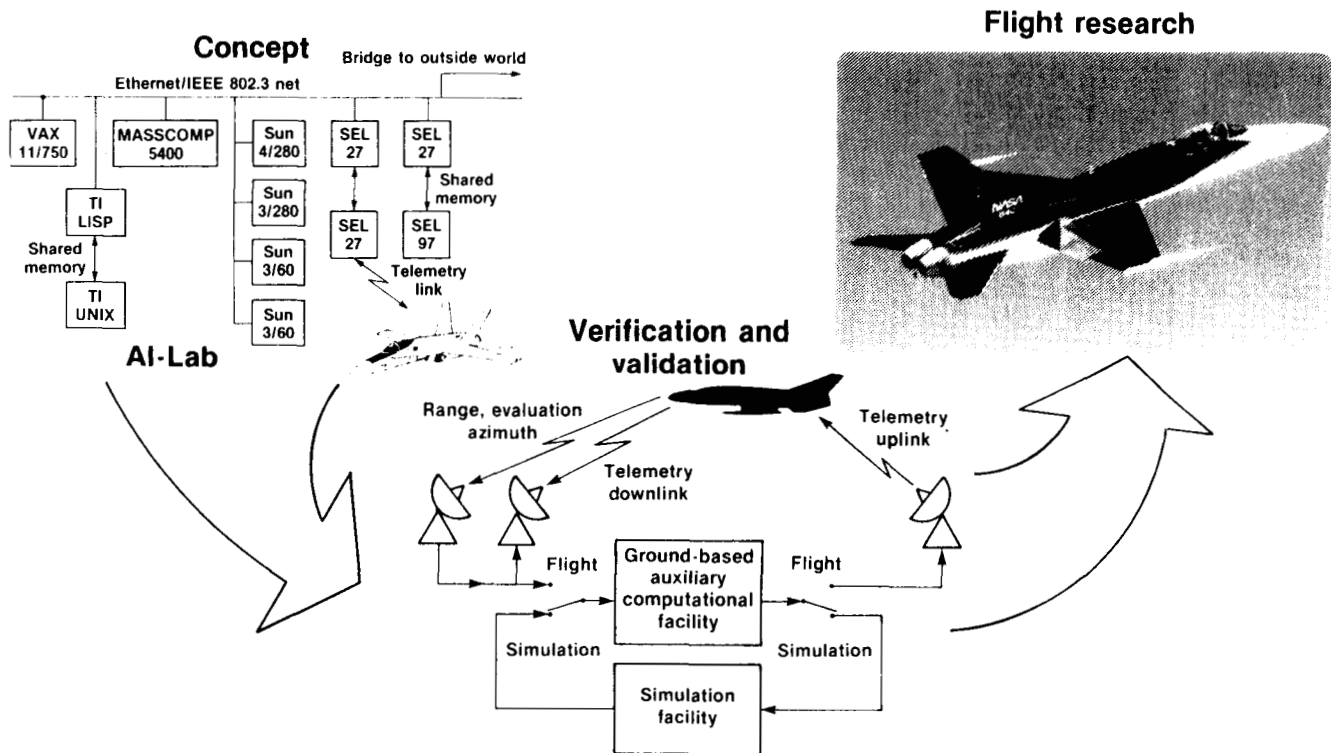 Concept
Flight research
Bridge to outside world
Ethernet/IEEE 802.3 net
VAX
11/750
MASSCOMP
5400
Sun
4/280
SEL
27
SEL
27
Shared
memory
TI
LISP
Sun
3/280
SEL
27
SEL
97
Shared
memory
Sun
3/60
Telemetry
link
TI
UNIX
Sun
3/60
NASA
AI-Lab
Verification and
validation
Range, evaluation
azimuth
Telemetry
uplink
Telemetry
downlink
Flight
Ground-based
auxiliary
computational
facility
Flight
Simulation
Simulation
Simulation
facility